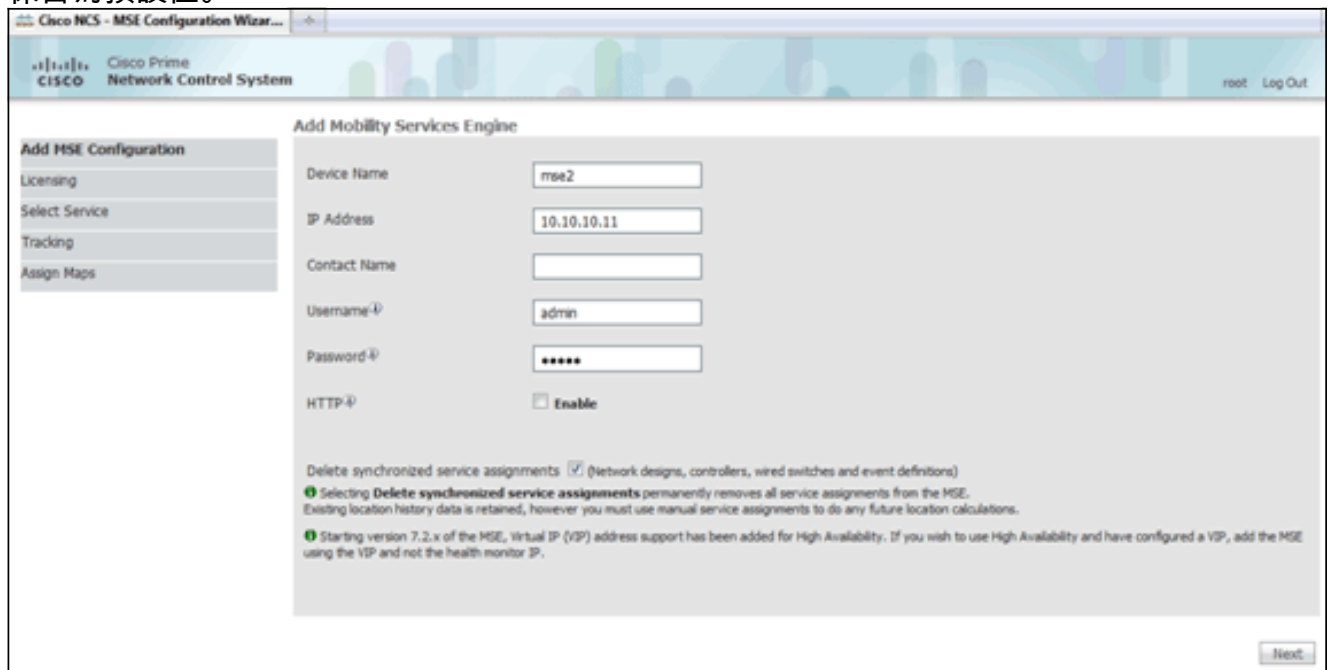 Cisco NCS - MSE Configuration Wizar...
CISCO
Cisco Prime
Network Control System
root Log Out
Add Mobility Services Engine
Add MSE Configuration
Licensing
Select Service
Tracking
Assign Maps
Device Name
mse2
IP Address
10.10.10.11
Contact Name
Username
admin
Password
•••••
HTTP
Enable
Delete synchronized service assignments (Network designs, controllers, wired switches and event definitions)
Selecting Delete synchronized service assignments permanently removes all service assignments from the MSE.
Existing location history data is retained, however you must use manual service assignments to do any future location calculations.
Starting version 7.2.x of the MSE, Virtual IP (VIP) address support has been added for High Availability. If you wish to use High Availability and have configured a VIP, add the MSE
using the VIP and not the health monitor IP.
Next